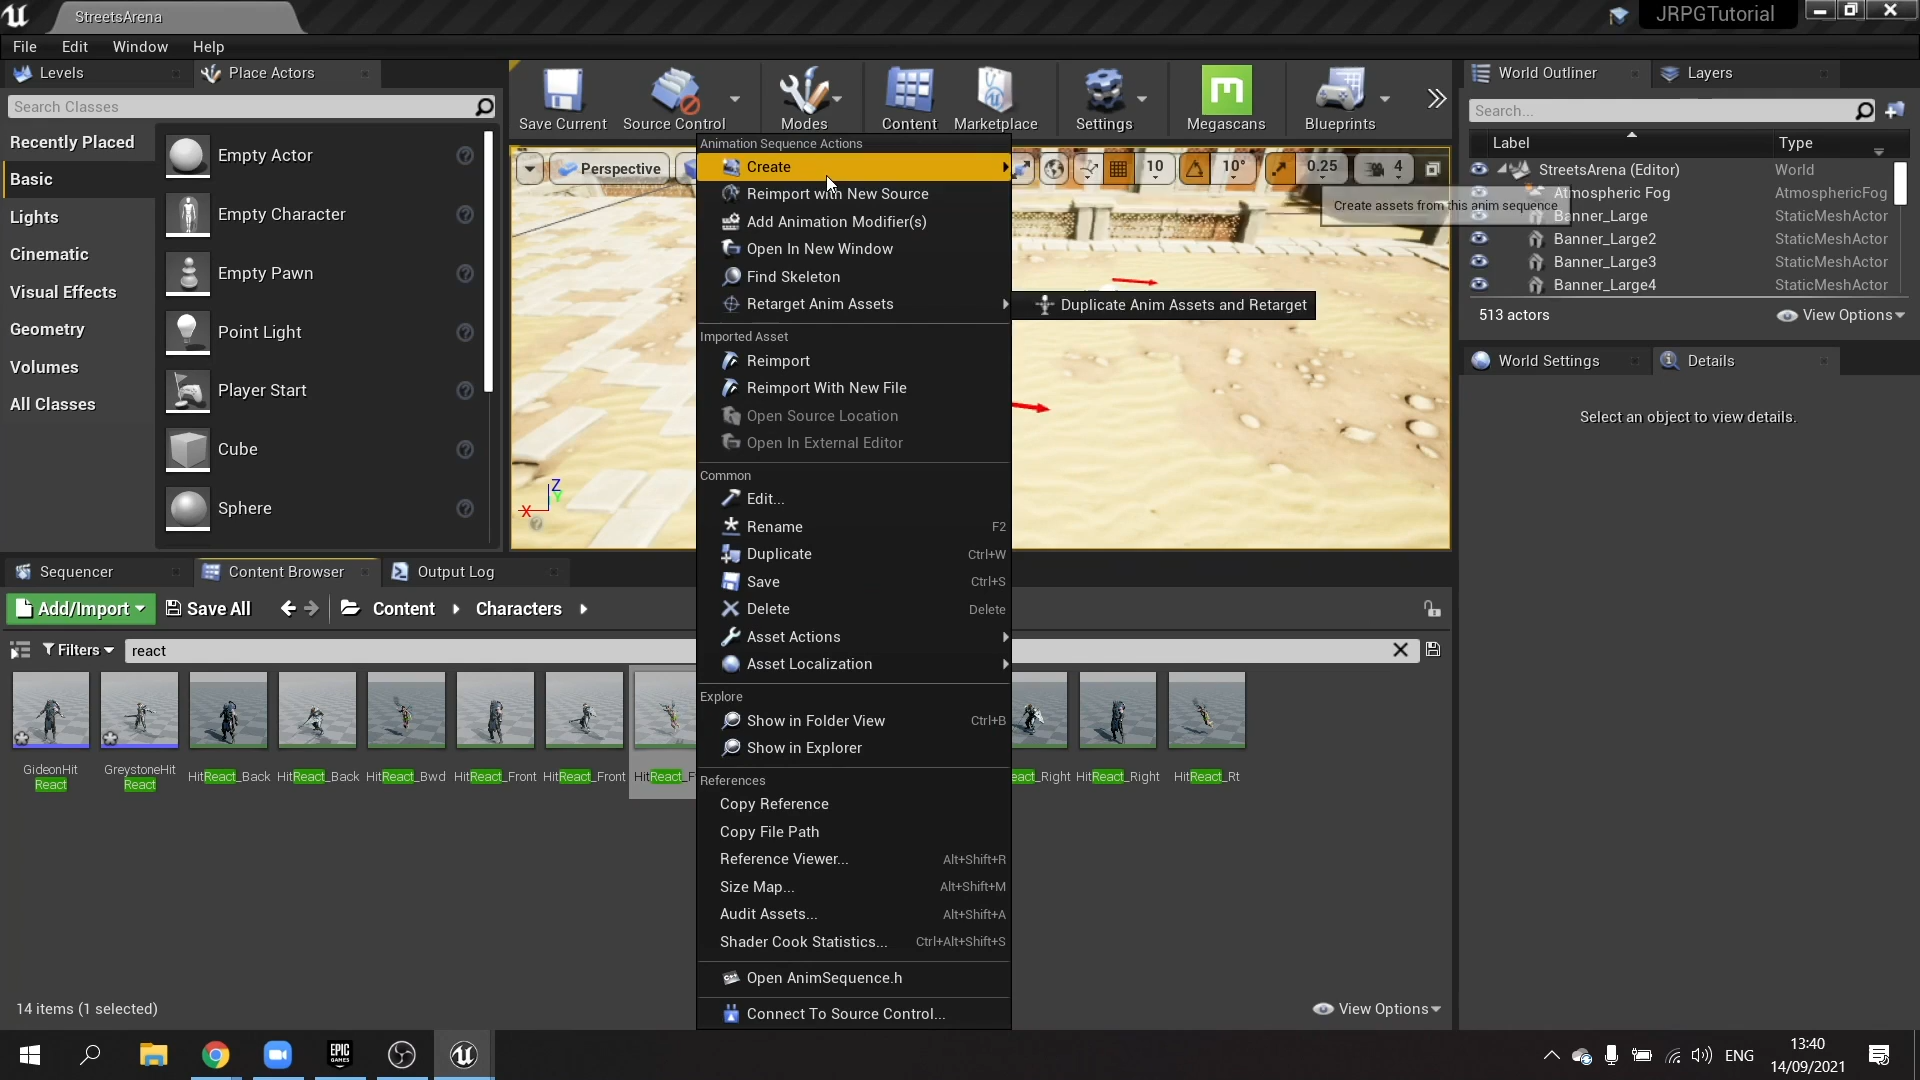 StreetsArena
JRPGTutorial
File Edit Window Help
Levels
Place Actors
Search Classes
Recently Placed
Basic
Lights
Cinematic
Visual Effects
Geometry
Volumes
All Classes
Empty Actor
Empty Character
Empty Pawn
Point Light
Player Start
Cube
Sphere
Save Current
Source Control
Modes
Content
Marketplace
Settings
Megascans
Blueprints
Perspective
10
10°
0.25
4
Animation Sequence Actions
Create
Reimport with New Source
Add Animation Modifier(s)
Open In New Window
Find Skeleton
Retarget Anim Assets
Duplicate Anim Assets and Retarget
Create assets from this anim sequence
Imported Asset
Reimport
Reimport With New File
Open Source Location
Open In External Editor
Common
Edit...
Rename F2
Duplicate Ctrl+W
Save Ctrl+S
Delete Delete
Asset Actions
Asset Localization
Explore
Show in Folder View Ctrl+B
Show in Explorer
References
Copy Reference
Copy File Path
Reference Viewer... Alt+Shift+R
Size Map... Alt+Shift+M
Audit Assets... Alt+Shift+A
Shader Cook Statistics... Ctrl+Alt+Shift+S
Open AnimSequence.h
Connect To Source Control...
World Outliner
Layers
Search...
Label Type
StreetsArena (Editor) World
Atmospheric Fog AtmosphericFog
Banner_Large StaticMeshActor
Banner_Large2 StaticMeshActor
Banner_Large3 StaticMeshActor
Banner_Large4 StaticMeshActor
513 actors
View Options
World Settings
Details
Select an object to view details.
X
Y
Z
Sequencer
Content Browser
Output Log
Add/Import
Save All
Content
Characters
Filters
react
GideonHit
React
GreystoneHit
React
HitReact_Back
HitReact_Back
HitReact_Bwd
HitReact_Front
HitReact_Front
HitReact_F
eact_Right
HitReact_Right
HitReact_Rt
14 items (1 selected)
View Options
EPIC
GAMES
ENG
13:40
14/09/2021